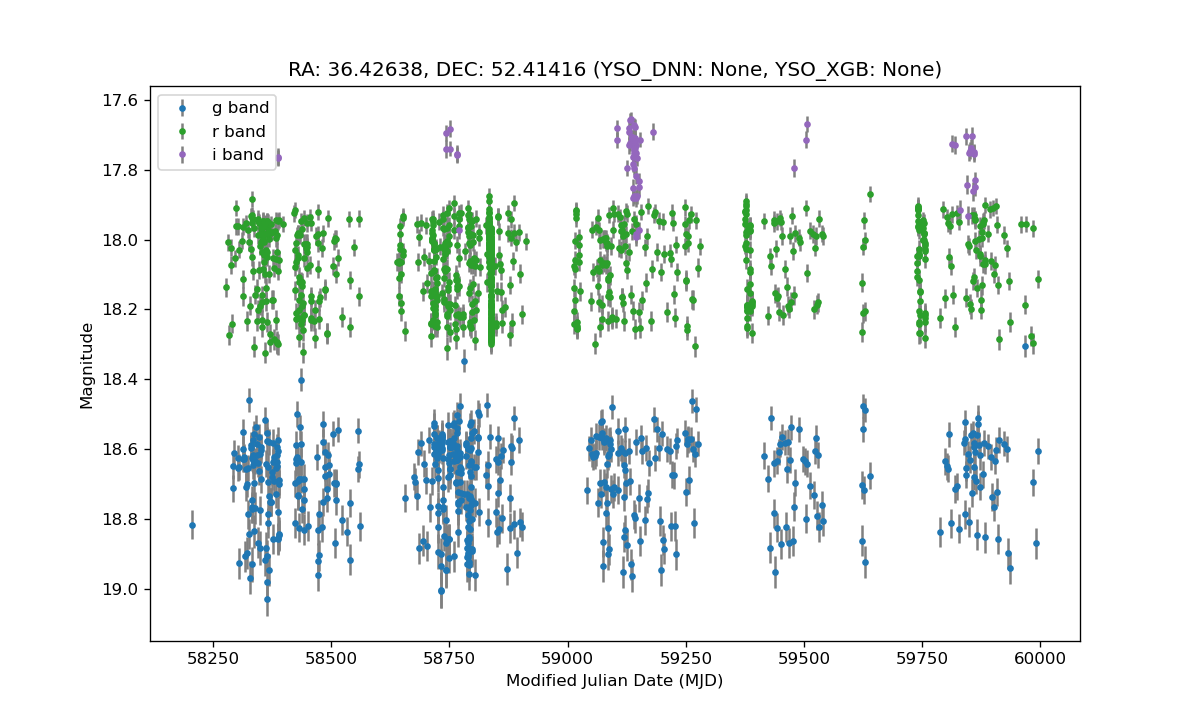 RA: 36.42638, DEC: 52.41416 (YSO_DNN: None, YSO_XGB: None)
g band
r band
i band
17.6
17.8
18.0
18.2
18.4
18.6
18.8
19.0
Magnitude
58250
58500
58750
59000
59250
59500
59750
60000
Modified Julian Date (MJD)